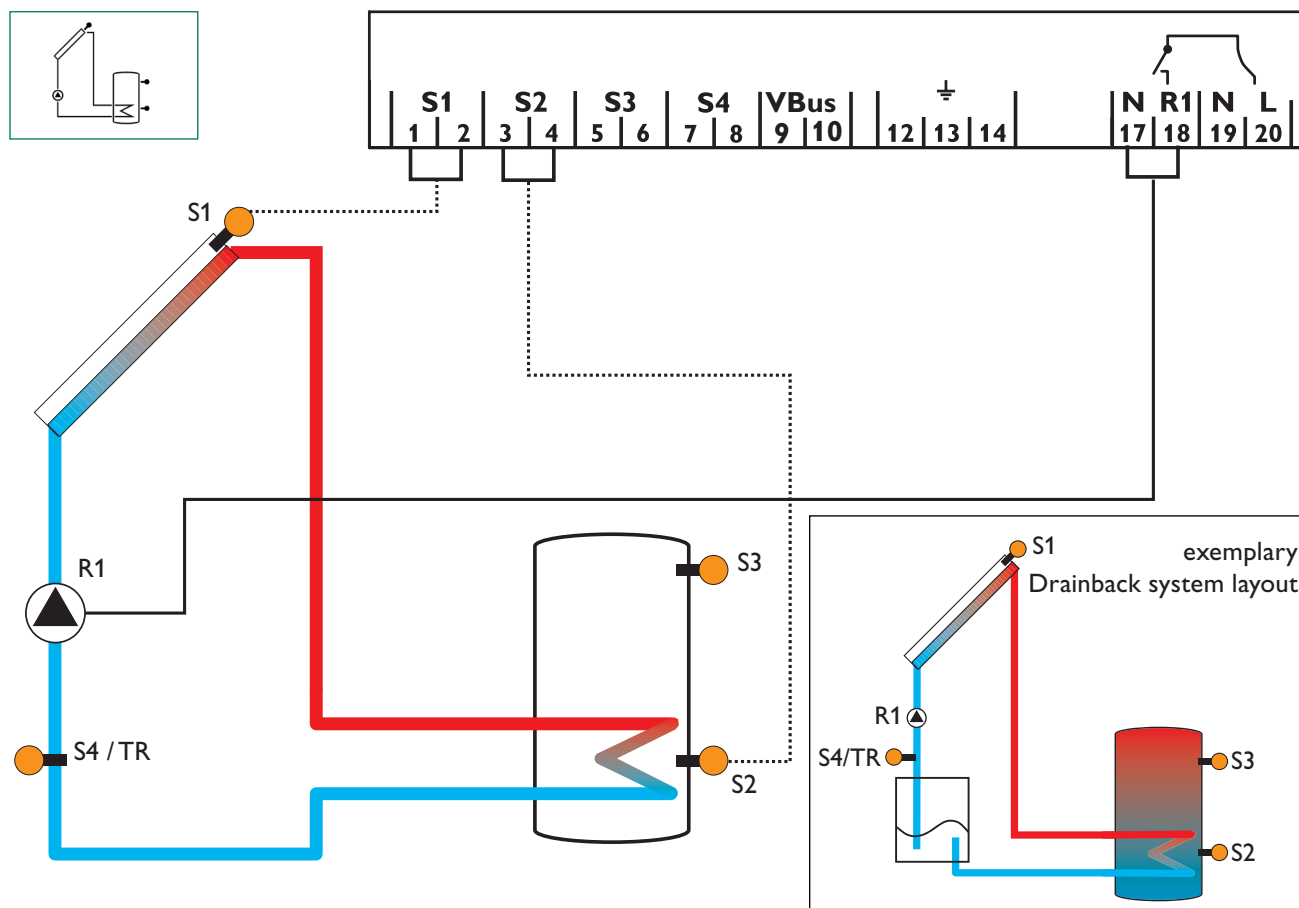 S1 S2 S3 S4 VBus N R1 N L
1 2 3 4 5 6 7 8 9 10 12 13 14 17 18 19 20
S1
R1
S3
S4 / TR
S2
exemplary
Drainback system layout
S1
R1
S4/TR
S3
S2